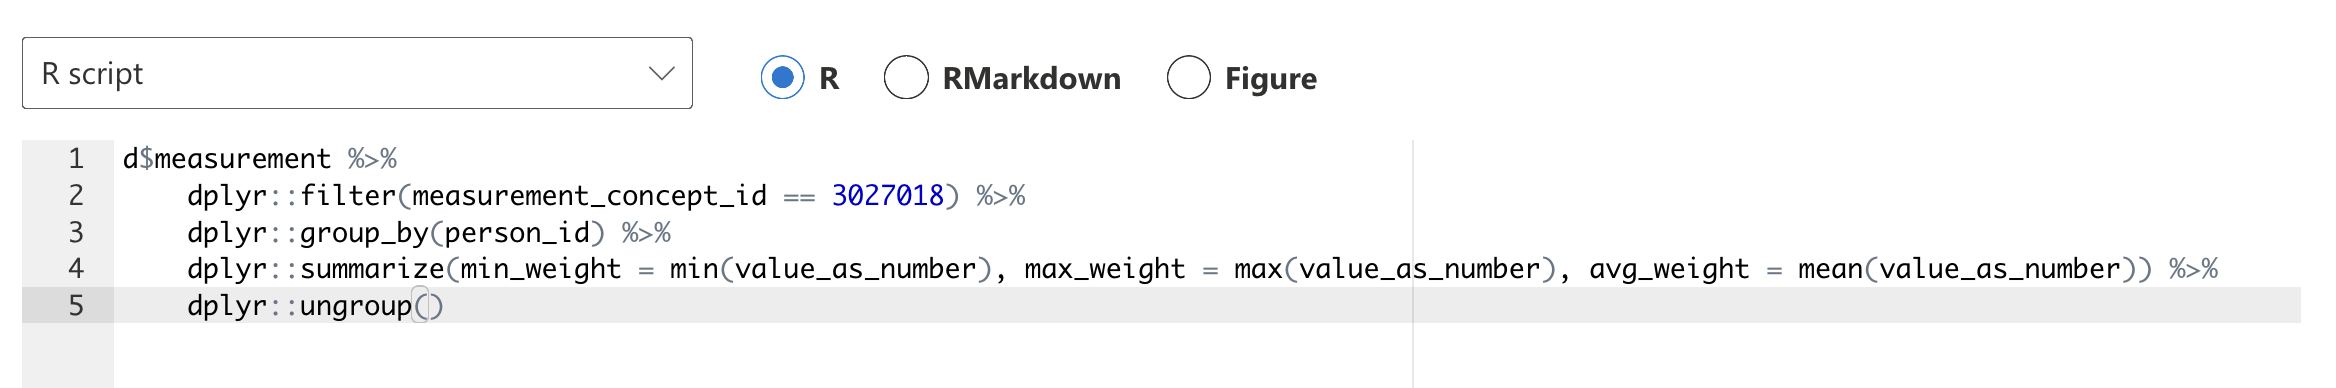 R script R RMarkdown Figure
1 d$measurement %>%
2 dplyr::filter(measurement_concept_id == 3027018) %>%
3 dplyr::group_by(person_id) %>%
4 dplyr::summarize(min_weight = min(value_as_number), max_weight = max(value_as_number), avg_weight = mean(value_as_number)) %>%
5 dplyr::ungroup()